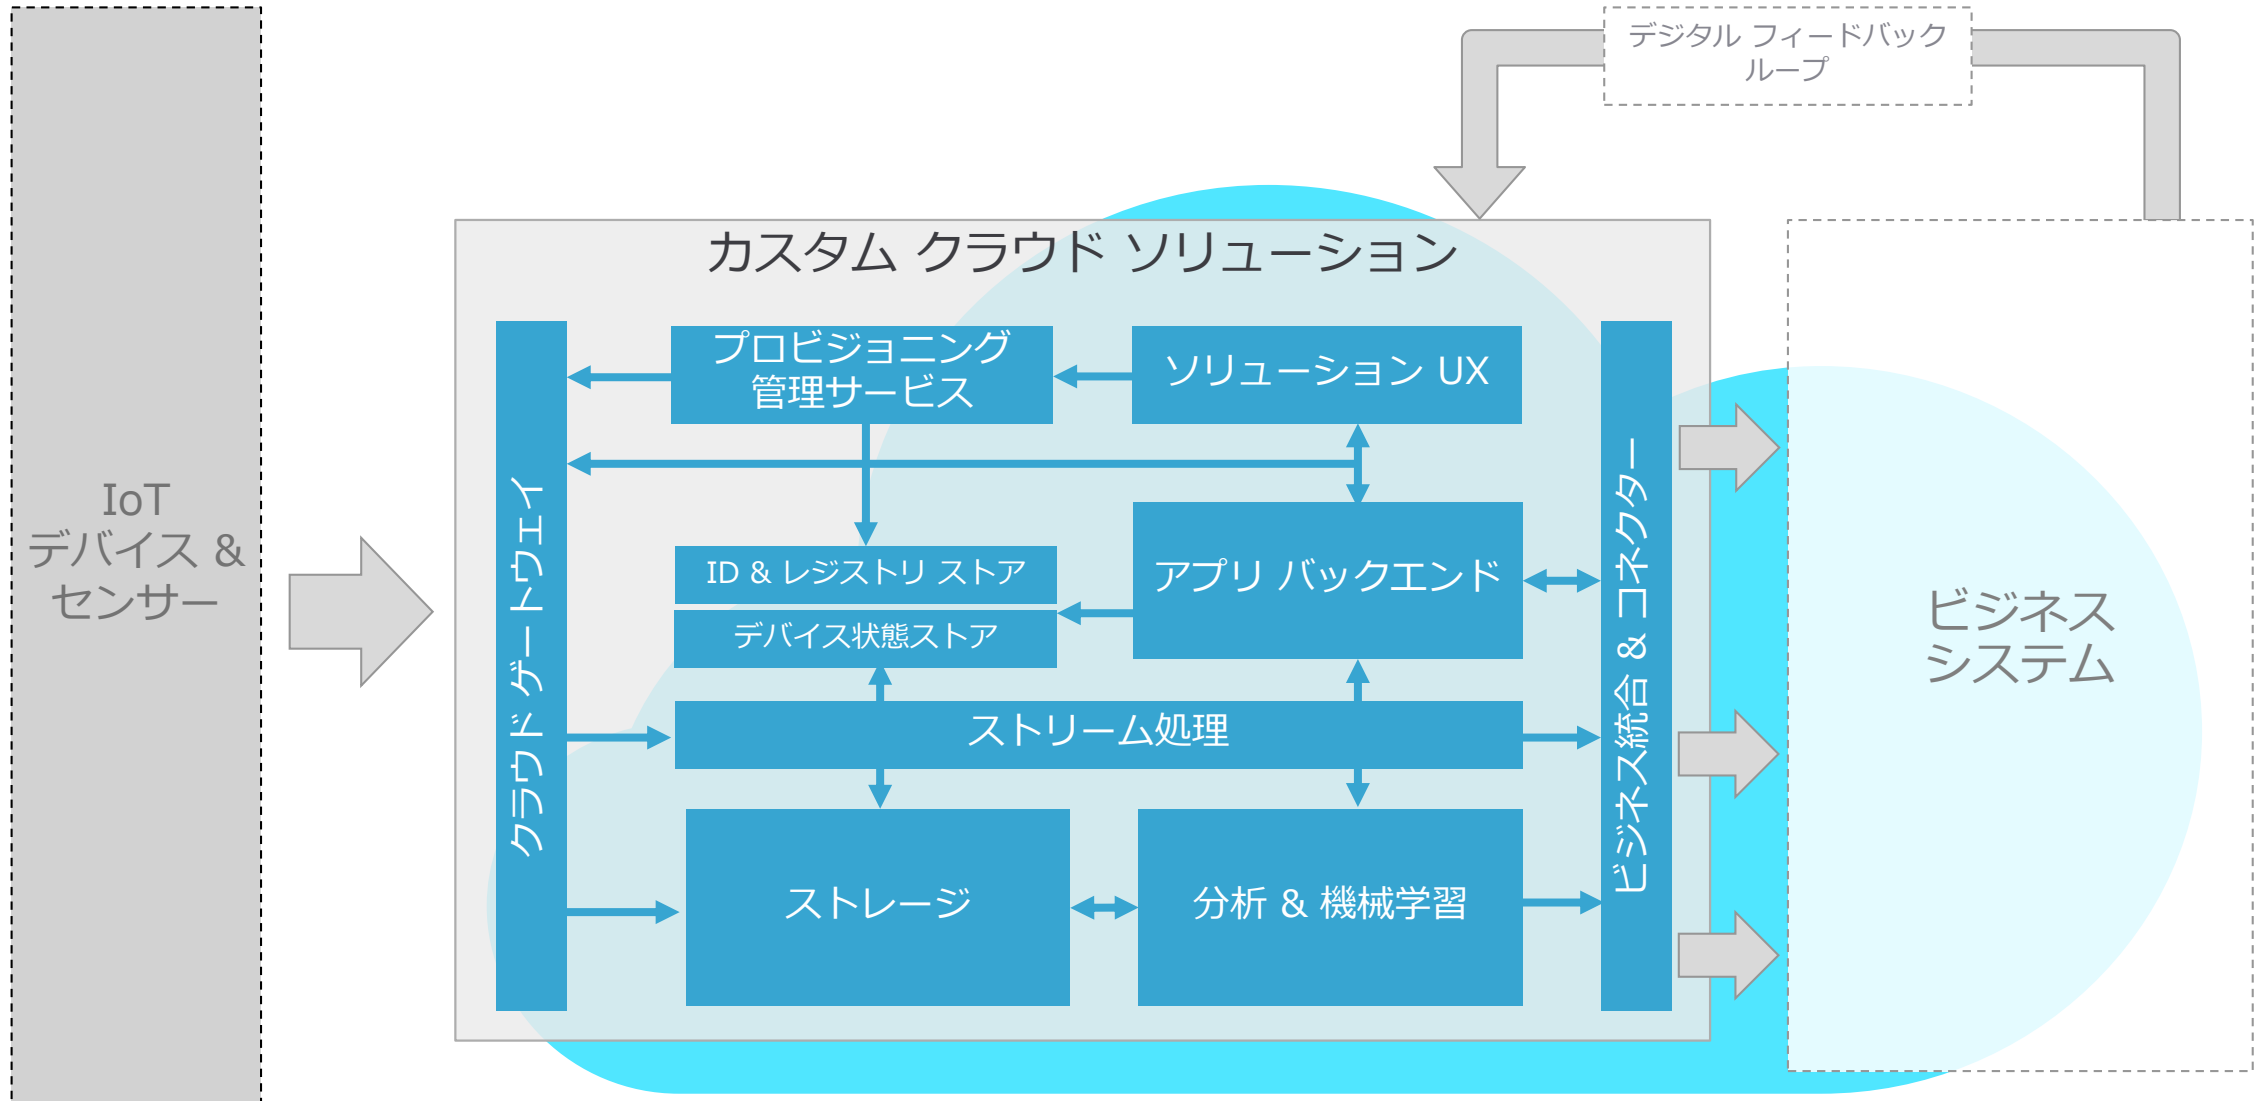 デジタル フィードバック
ループ
カスタム クラウド ソリューション
IoT
デバイス &
センサー
クラウド ゲートウェイ
プロビジョニング
管理サービス
ソリューション UX
ID & レジストリ ストア
デバイス状態ストア
アプリ バックエンド
ストリーム処理
ストレージ
分析 & 機械学習
ビジネス統合 & コネクター
ビジネス
システム